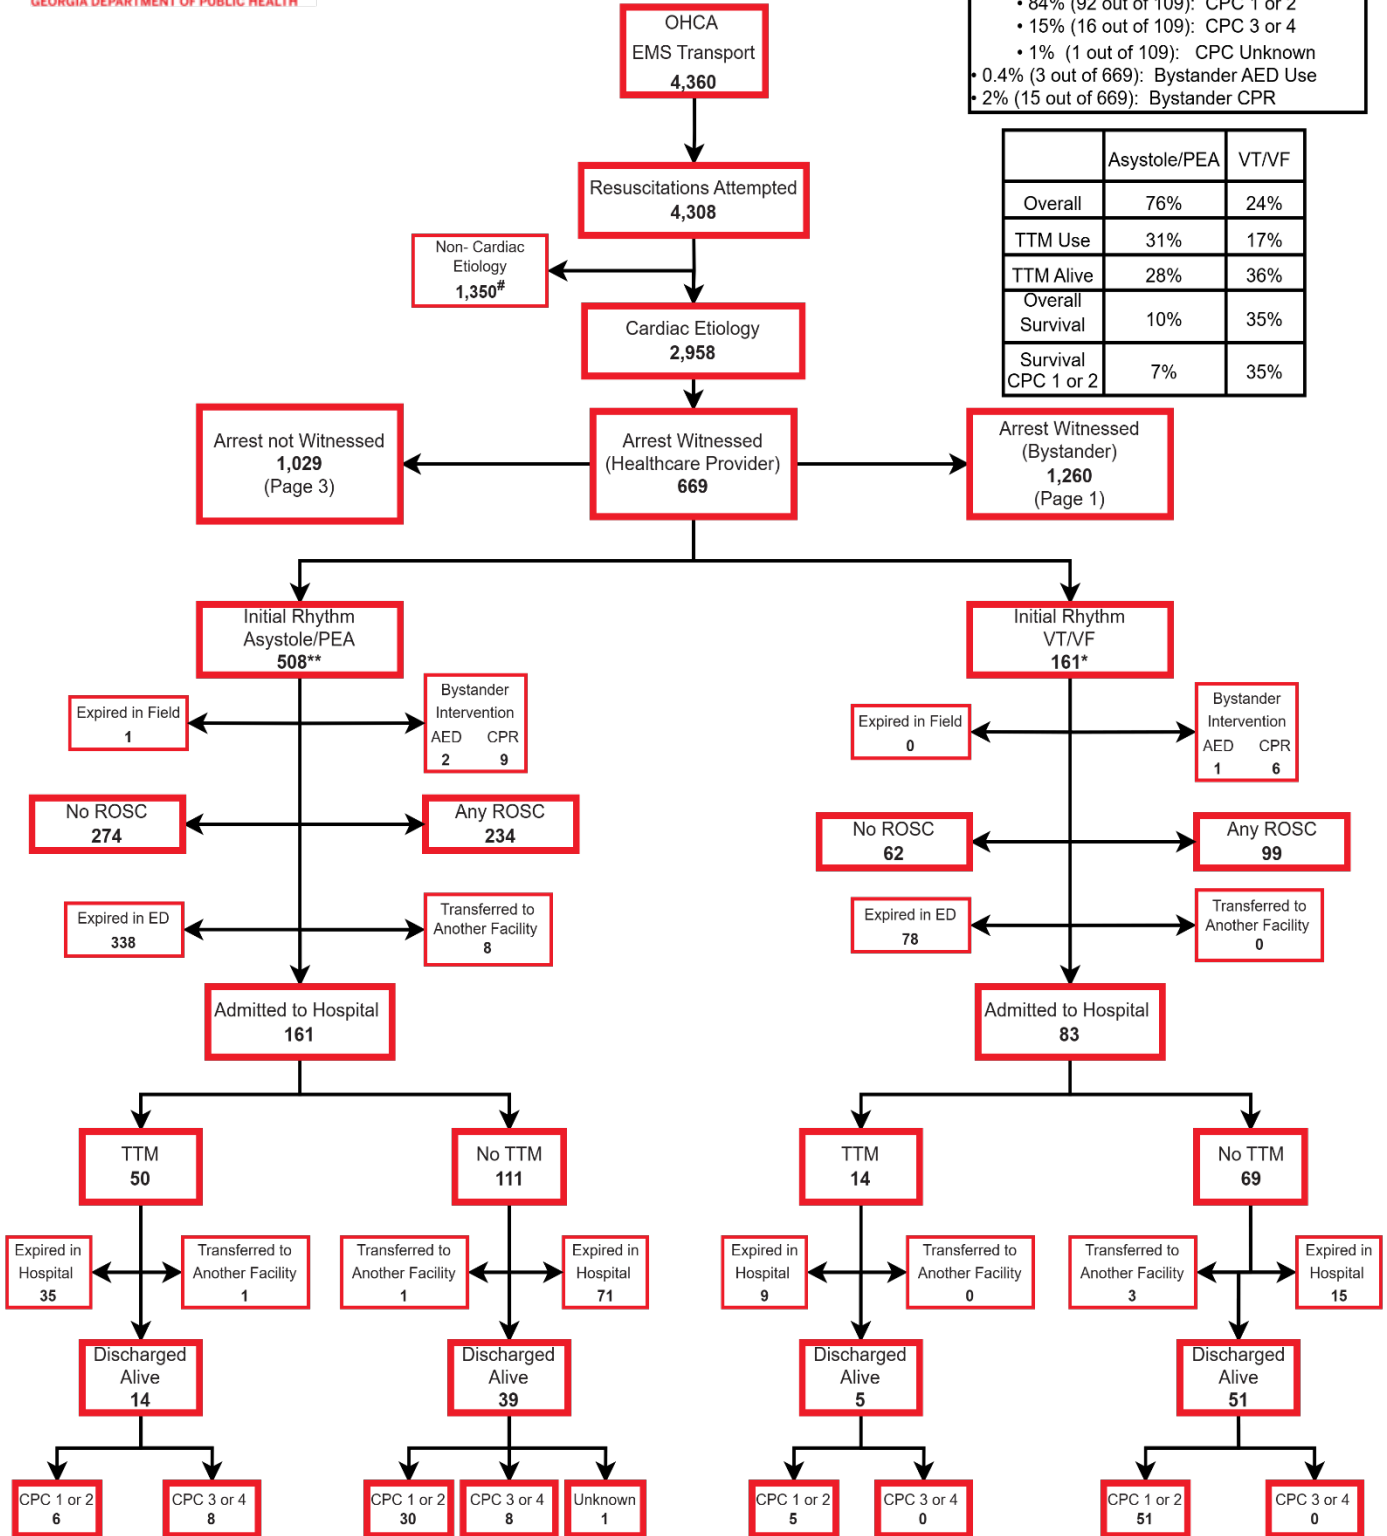 GEORGIA DEPARTMENT OF PUBLIC HEALTH
• 84% (92 out of 109): CPC 1 or 2
• 15% (16 out of 109): CPC 3 or 4
• 1% (1 out of 109): CPC Unknown
• 0.4% (3 out of 669): Bystander AED Use
• 2% (15 out of 669): Bystander CPR
OHCA
EMS Transport
4,360
Asystole/PEA VT/VF
Overall 76% 24%
TTM Use 31% 17%
TTM Alive 28% 36%
Overall
Survival 10% 35%
Survival
CPC 1 or 2 7% 35%
Resuscitations Attempted
4,308
Non- Cardiac
Etiology
1,350#
Cardiac Etiology
2,958
Arrest not Witnessed
1,029
(Page 3)
Arrest Witnessed
(Healthcare Provider)
669
Arrest Witnessed
(Bystander)
1,260
(Page 1)
Initial Rhythm
Asystole/PEA
508**
Expired in Field
1
Bystander
Intervention
AED CPR
2 9
No ROSC
274
Any ROSC
234
Expired in ED
338
Transferred to
Another Facility
8
Admitted to Hospital
161
TTM
50
No TTM
111
Expired in
Hospital
35
Transferred to
Another Facility
1
Transferred to
Another Facility
1
Expired in
Hospital
71
Discharged
Alive
14
Discharged
Alive
39
CPC 1 or 2
6
CPC 3 or 4
8
CPC 1 or 2
30
CPC 3 or 4
8
Unknown
1
Initial Rhythm
VT/VF
161*
Expired in Field
0
Bystander
Intervention
AED CPR
1 6
No ROSC
62
Any ROSC
99
Expired in ED
78
Transferred to
Another Facility
0
Admitted to Hospital
83
TTM
14
No TTM
69
Expired in
Hospital
9
Transferred to
Another Facility
0
Transferred to
Another Facility
3
Expired in
Hospital
15
Discharged
Alive
5
Discharged
Alive
51
CPC 1 or 2
5
CPC 3 or 4
0
CPC 1 or 2
51
CPC 3 or 4
0